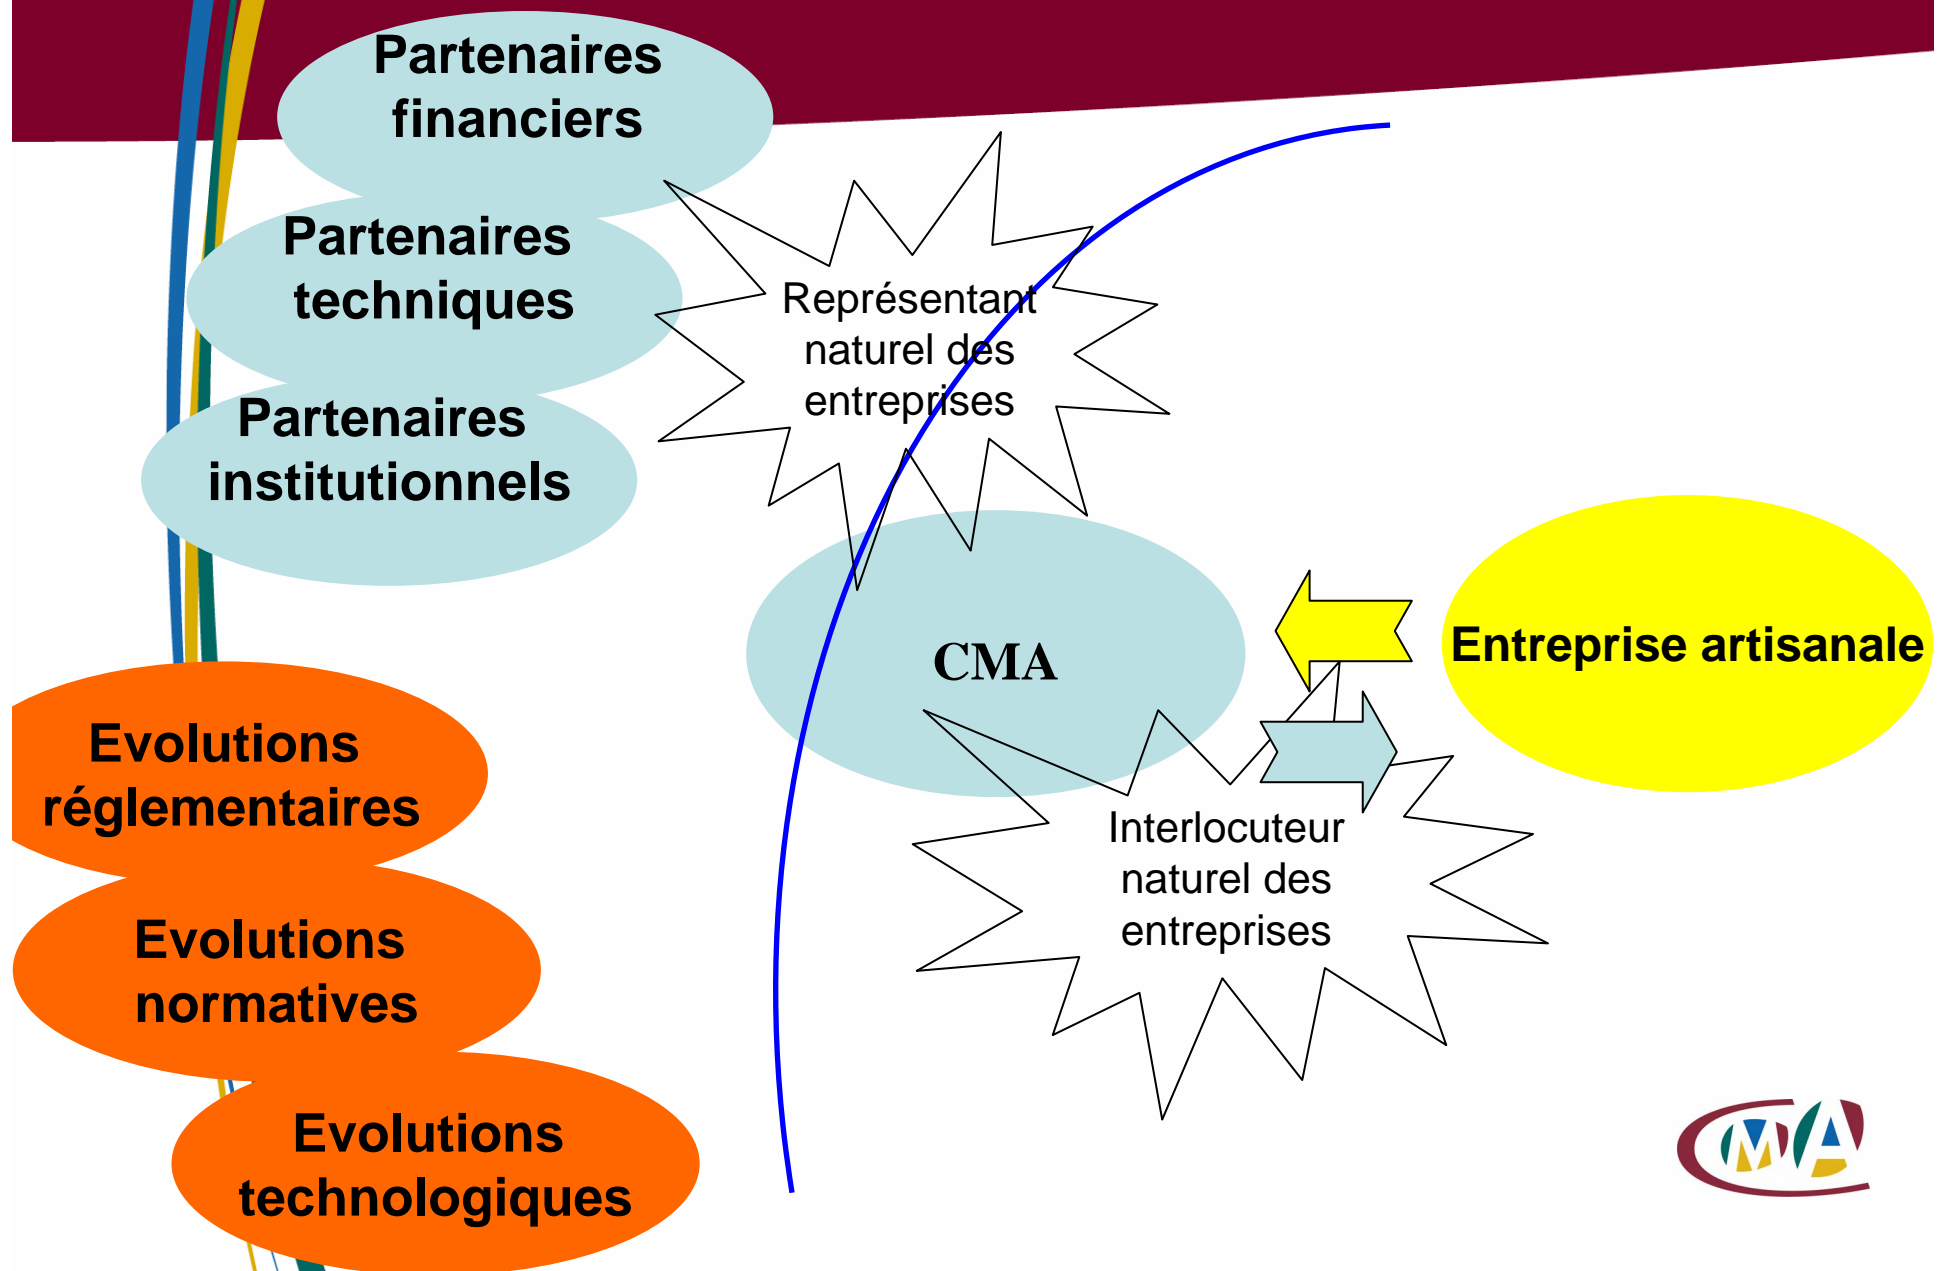 Partenaires
financiers
Partenaires
techniques
Partenaires
institutionnels
Représentant
naturel des
entreprises
CMA
Entreprise artisanale
Interlocuteur
naturel des
entreprises
Evolutions
réglementaires
Evolutions
normatives
Evolutions
technologiques
CMA